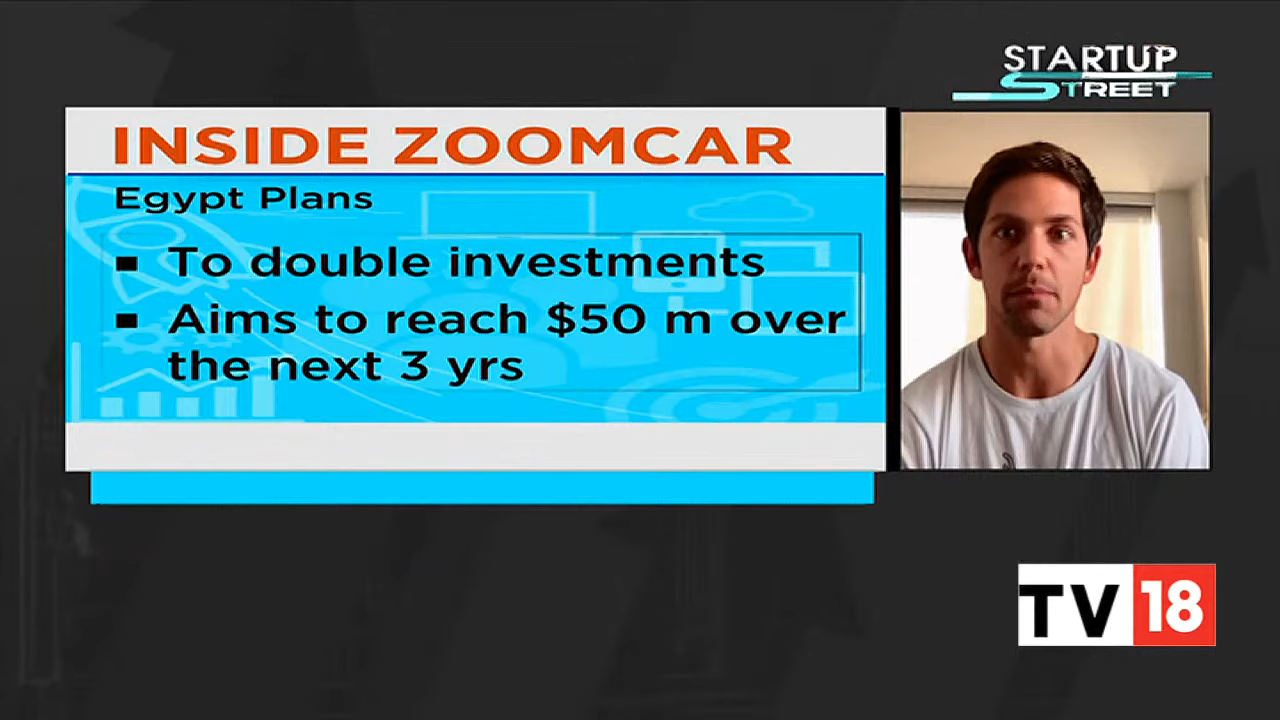 STARTUP
STREET
INSIDE ZOOMCAR
Egypt Plans
▪ To double investments
▪ Aims to reach $50 m over
the next 3 yrs
TV18